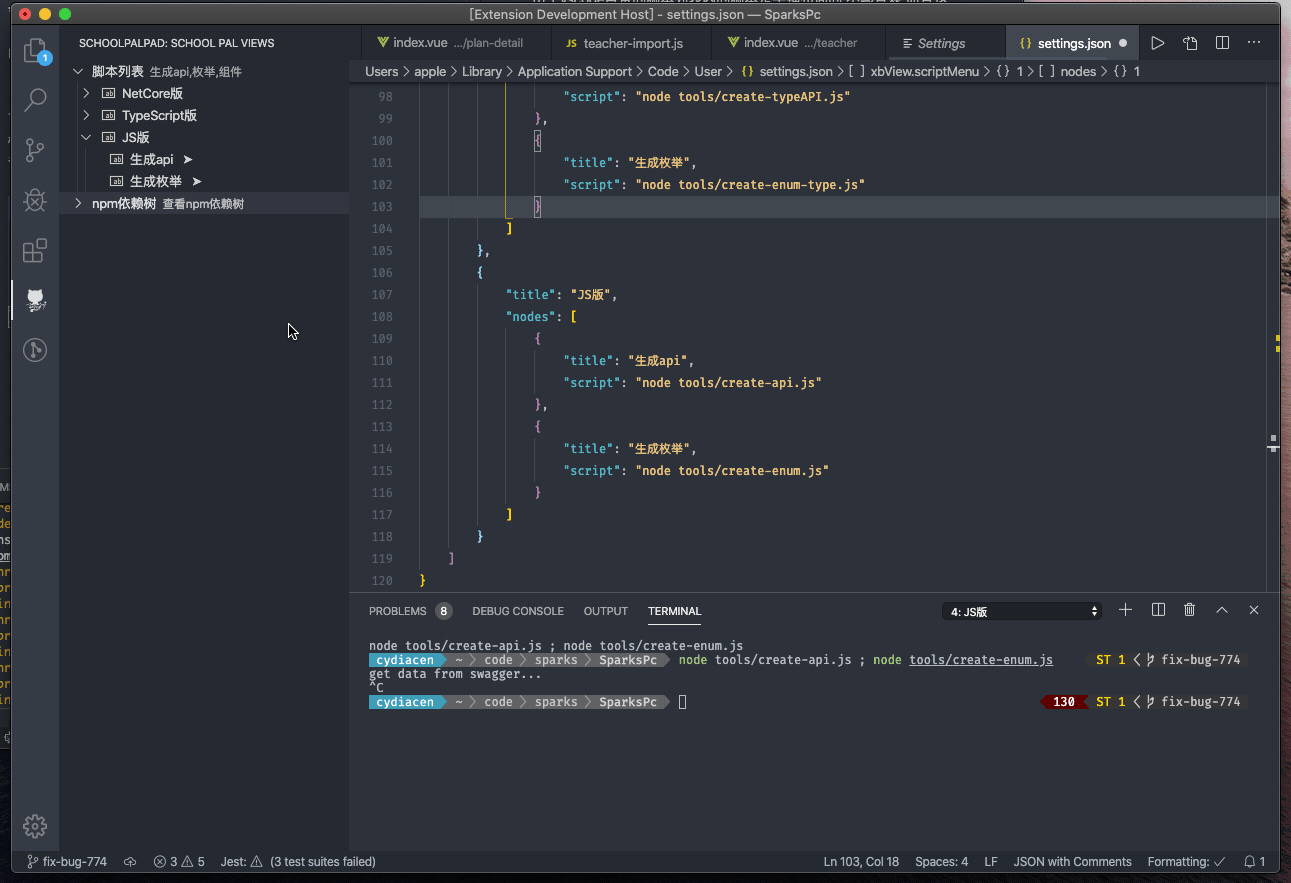 [Extension Development Host] - settings.json — SparksPc
1
SCHOOLPALPAD: SCHOOL PAL VIEWS
脚本列表 生成api,枚举,组件
NetCore版
TypeScript版
JS版
生成api
生成枚举
npm依赖树 查看npm依赖树
index.vue .../plan-detail
JS teacher-import.js
index.vue .../teacher
Settings
{} settings.json
Users > apple > Library > Application Support > Code > User > {} settings.json > [ ] xbView.scriptMenu > {} 1 > [ ] nodes > {} 1
98 "script": "node tools/create-typeAPI.js"
99 },
100 {
101 "title": "生成枚举",
102 "script": "node tools/create-enum-type.js"
103 }
104 ]
105 },
106 {
107 "title": "JS版",
108 "nodes": [
109 {
110 "title": "生成api",
111 "script": "node tools/create-api.js"
112 },
113 {
114 "title": "生成枚举",
115 "script": "node tools/create-enum.js"
116 }
117 ]
118 }
119 ]
120 }
PROBLEMS 8 DEBUG CONSOLE OUTPUT TERMINAL 4: JS版
node tools/create-api.js ; node tools/create-enum.js
cydiacen ~ > code > sparks > SparksPc node tools/create-api.js ; node tools/create-enum.js ST 1 < fix-bug-774
get data from swagger...
^C
cydiacen ~ > code > sparks > SparksPc 130 ST 1 < fix-bug-774
fix-bug-774 3 5 Jest: (3 test suites failed) Ln 103, Col 18 Spaces: 4 LF JSON with Comments Formatting: ✓ 1